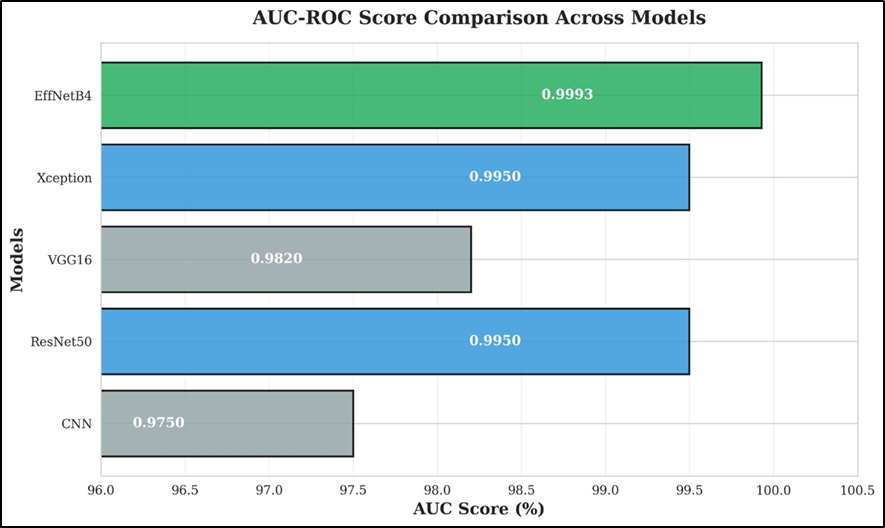 AUC-ROC Score Comparison Across Models
EffNetB4
0.9993
Xception
0.9950
VGG16
0.9820
ResNet50
0.9950
CNN
0.9750
Models
96.0 96.5 97.0 97.5 98.0 98.5 99.0 99.5 100.0 100.5
AUC Score (%)